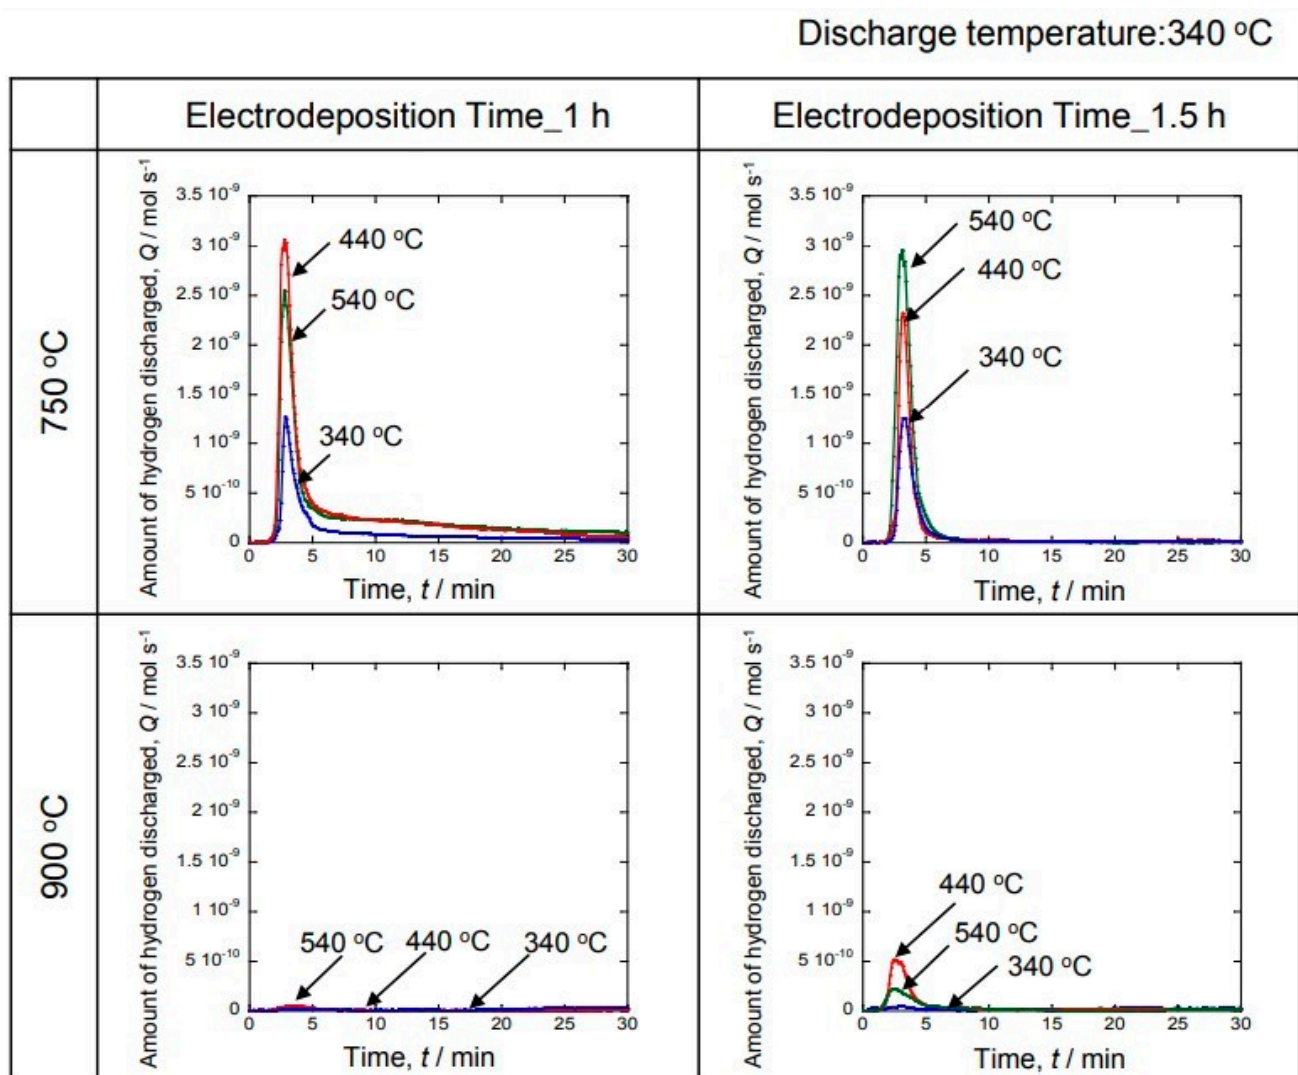 Discharge temperature:340 °C
Electrodeposition Time_1 h
Electrodeposition Time_1.5 h
750 °C
Amount of hydrogen discharged, Q / mol s⁻¹
3.5 10⁻⁹
3 10⁻⁹
2.5 10⁻⁹
2 10⁻⁹
1.5 10⁻⁹
1 10⁻⁹
5 10⁻¹⁰
0
440 °C
540 °C
340 °C
0 5 10 15 20 25 30
Time, t / min
Amount of hydrogen discharged, Q / mol s⁻¹
3.5 10⁻⁹
3 10⁻⁹
2.5 10⁻⁹
2 10⁻⁹
1.5 10⁻⁹
1 10⁻⁹
5 10⁻¹⁰
0
540 °C
440 °C
340 °C
0 5 10 15 20 25 30
Time, t / min
900 °C
Amount of hydrogen discharged, Q / mol s⁻¹
3.5 10⁻⁹
3 10⁻⁹
2.5 10⁻⁹
2 10⁻⁹
1.5 10⁻⁹
1 10⁻⁹
5 10⁻¹⁰
0
540 °C 440 °C 340 °C
0 5 10 15 20 25 30
Time, t / min
Amount of hydrogen discharged, Q / mol s⁻¹
3.5 10⁻⁹
3 10⁻⁹
2.5 10⁻⁹
2 10⁻⁹
1.5 10⁻⁹
1 10⁻⁹
5 10⁻¹⁰
0
440 °C
540 °C
340 °C
0 5 10 15 20 25 30
Time, t / min